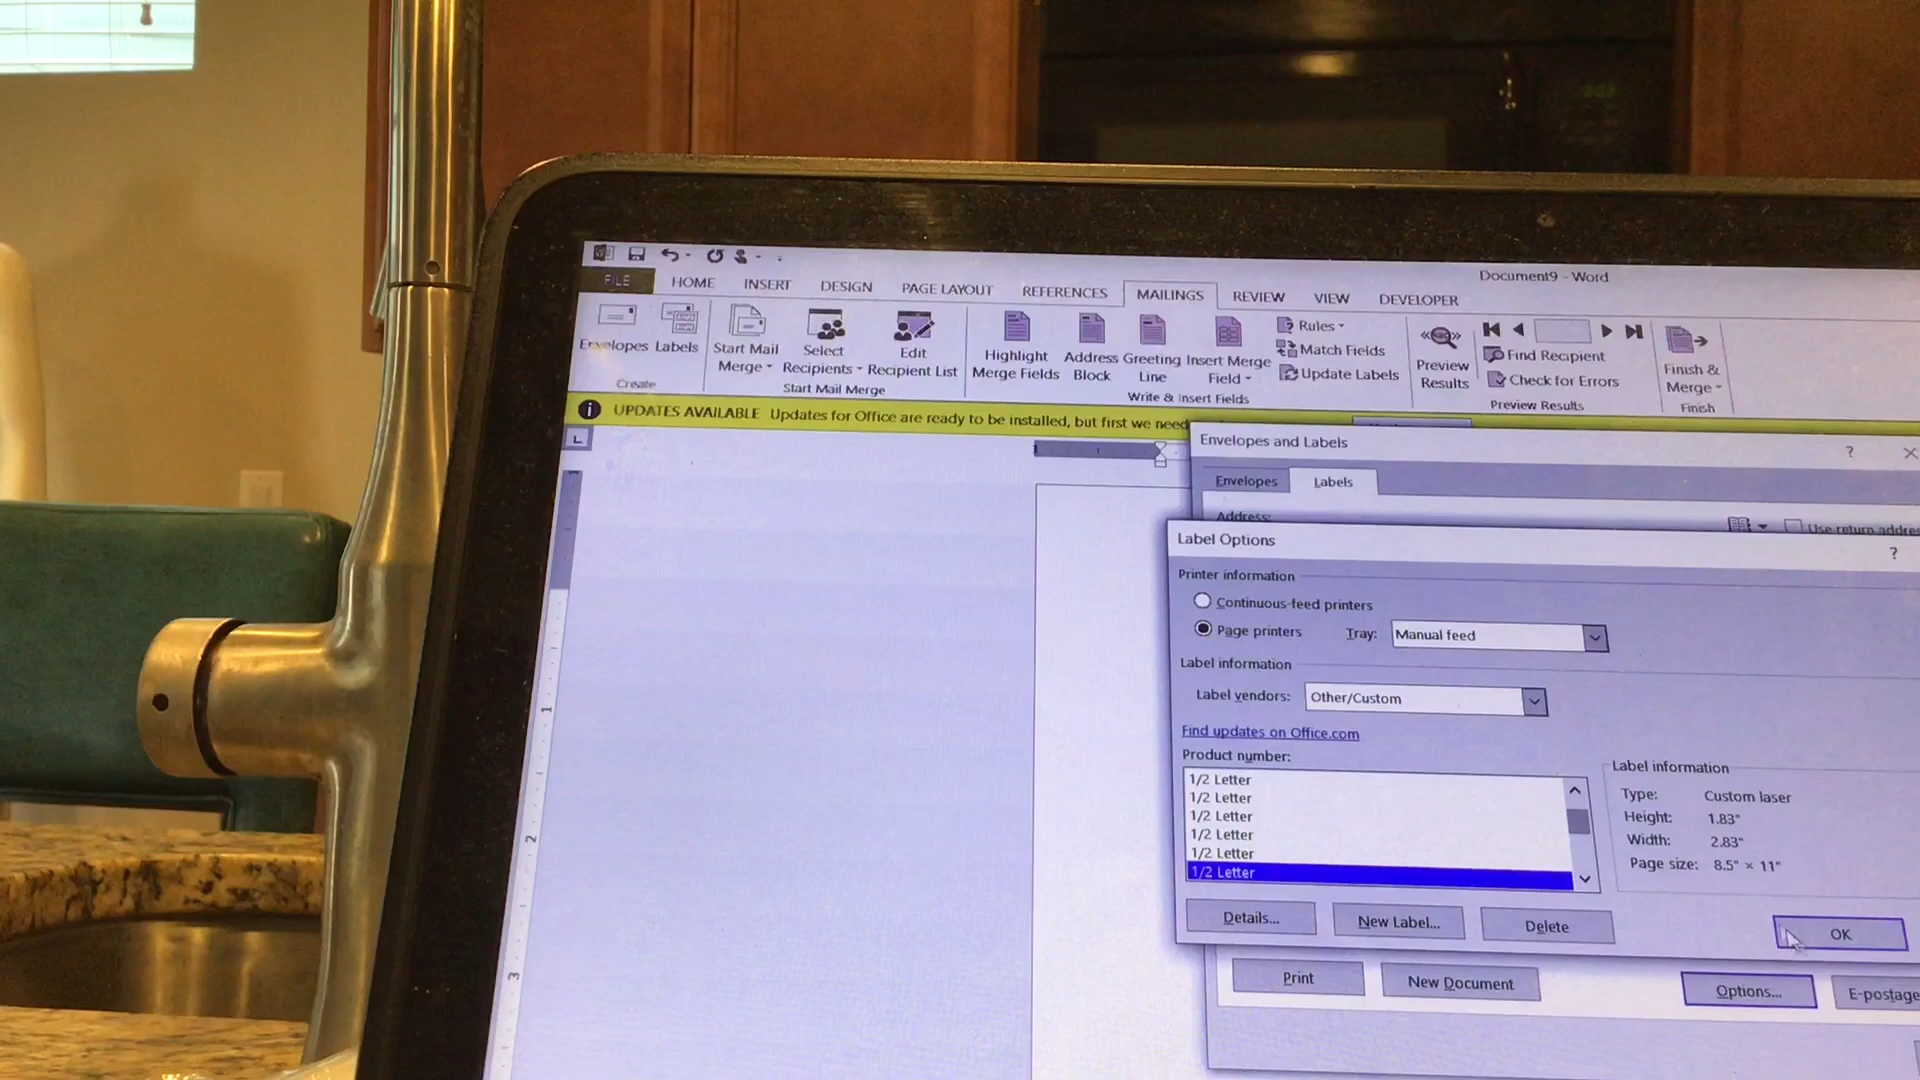 Document9 - Word
FILE HOME INSERT DESIGN PAGE LAYOUT REFERENCES MAILINGS REVIEW VIEW DEVELOPER
Envelopes Labels
Create
Start Mail Merge
Select Recipients
Edit Recipient List
Start Mail Merge
Highlight Merge Fields
Address Block
Greeting Line
Insert Merge Field
Rules
Match Fields
Update Labels
Write & Insert Fields
Preview Results
Find Recipient
Check for Errors
Preview Results
Finish & Merge
Finish
UPDATES AVAILABLE Updates for Office are ready to be installed, but first we need
Envelopes and Labels ?
Envelopes Labels
Address:
Use return addres
Label Options ?
Printer information
Continuous-feed printers
Page printers Tray: Manual feed
Label information
Label vendors: Other/Custom
Find updates on Office.com
Product number:
1/2 Letter
1/2 Letter
1/2 Letter
1/2 Letter
1/2 Letter
1/2 Letter
Label information
Type: Custom laser
Height: 1.83"
Width: 2.83"
Page size: 8.5" × 11"
Details... New Label... Delete OK
Print New Document Options... E-postage
1
2
3